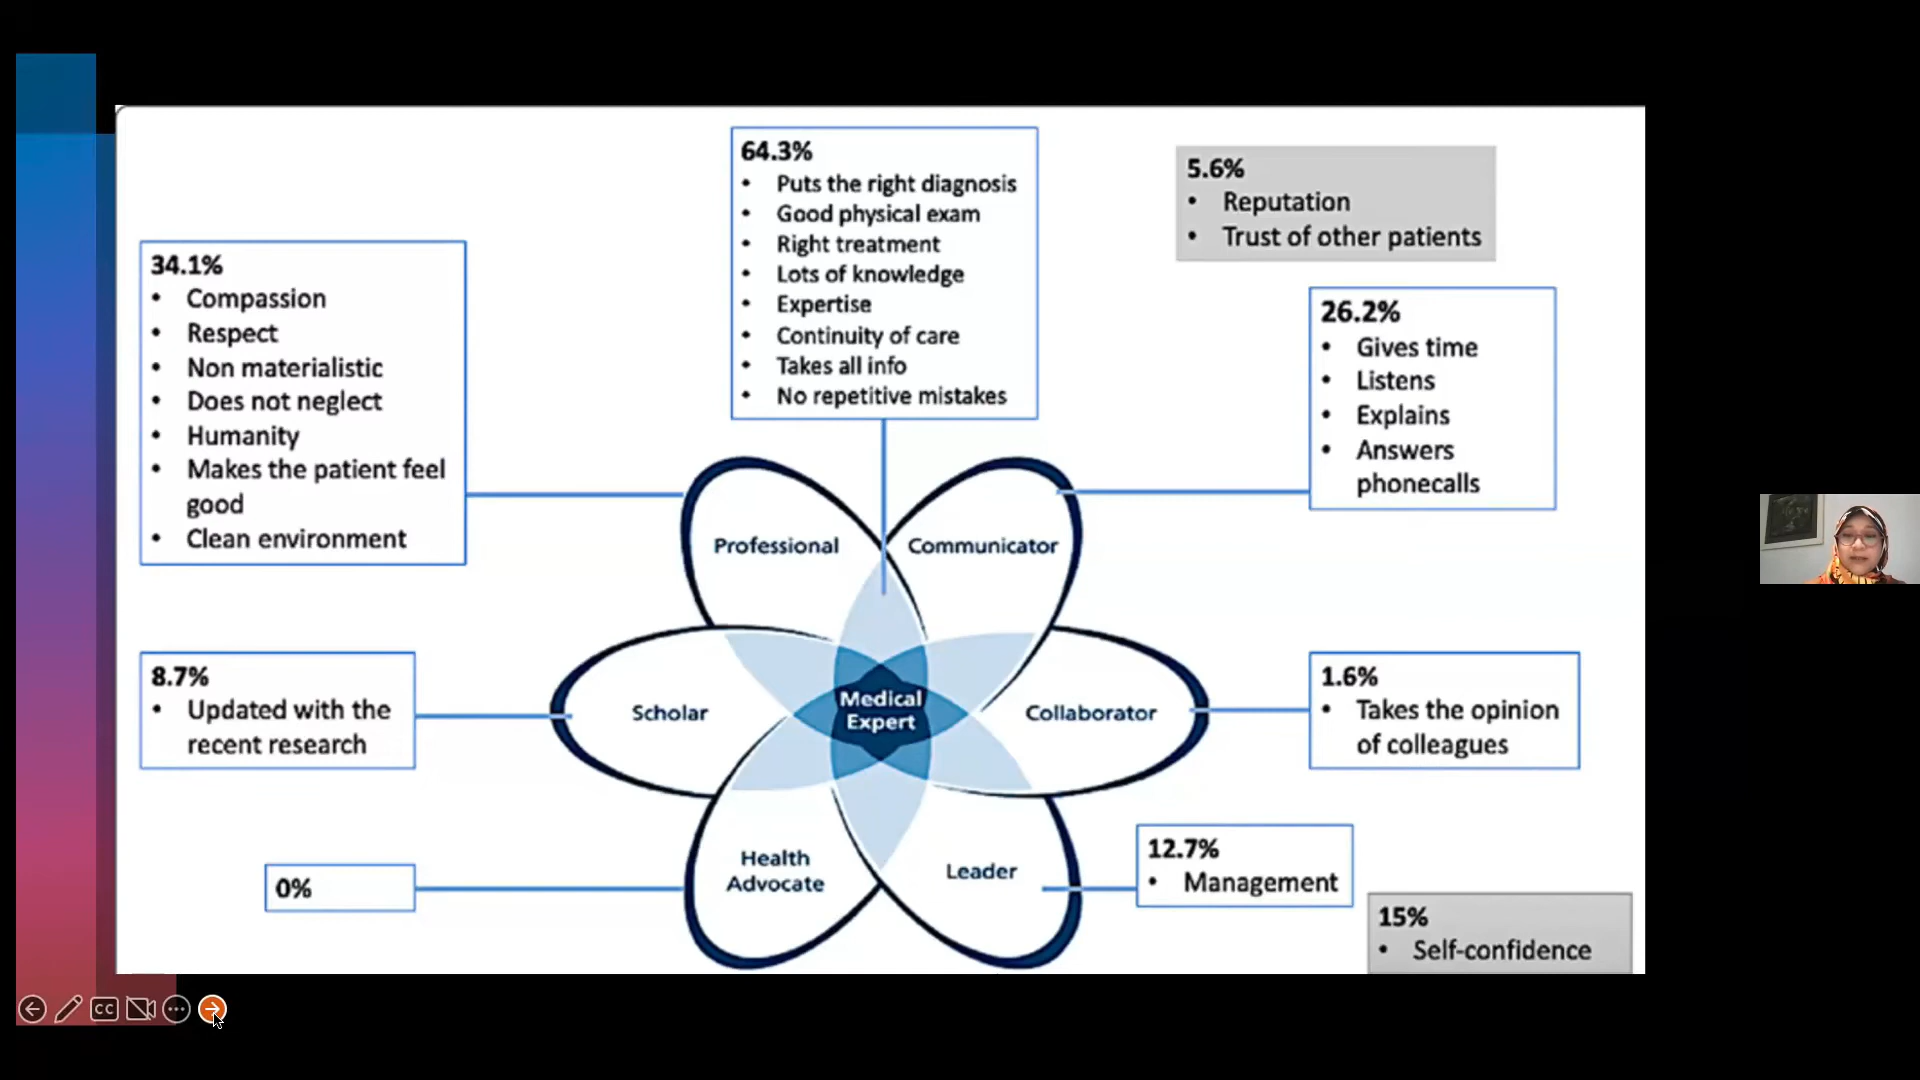 64.3%
• Puts the right diagnosis
• Good physical exam
• Right treatment
• Lots of knowledge
• Expertise
• Continuity of care
• Takes all info
• No repetitive mistakes
5.6%
• Reputation
• Trust of other patients
34.1%
• Compassion
• Respect
• Non materialistic
• Does not neglect
• Humanity
• Makes the patient feel
good
• Clean environment
26.2%
• Gives time
• Listens
• Explains
• Answers
phonecalls
Professional
Communicator
8.7%
• Updated with the
recent research
Scholar
Medical
Expert
Collaborator
1.6%
• Takes the opinion
of colleagues
0%
Health
Advocate
Leader
12.7%
• Management
15%
• Self-confidence
CC